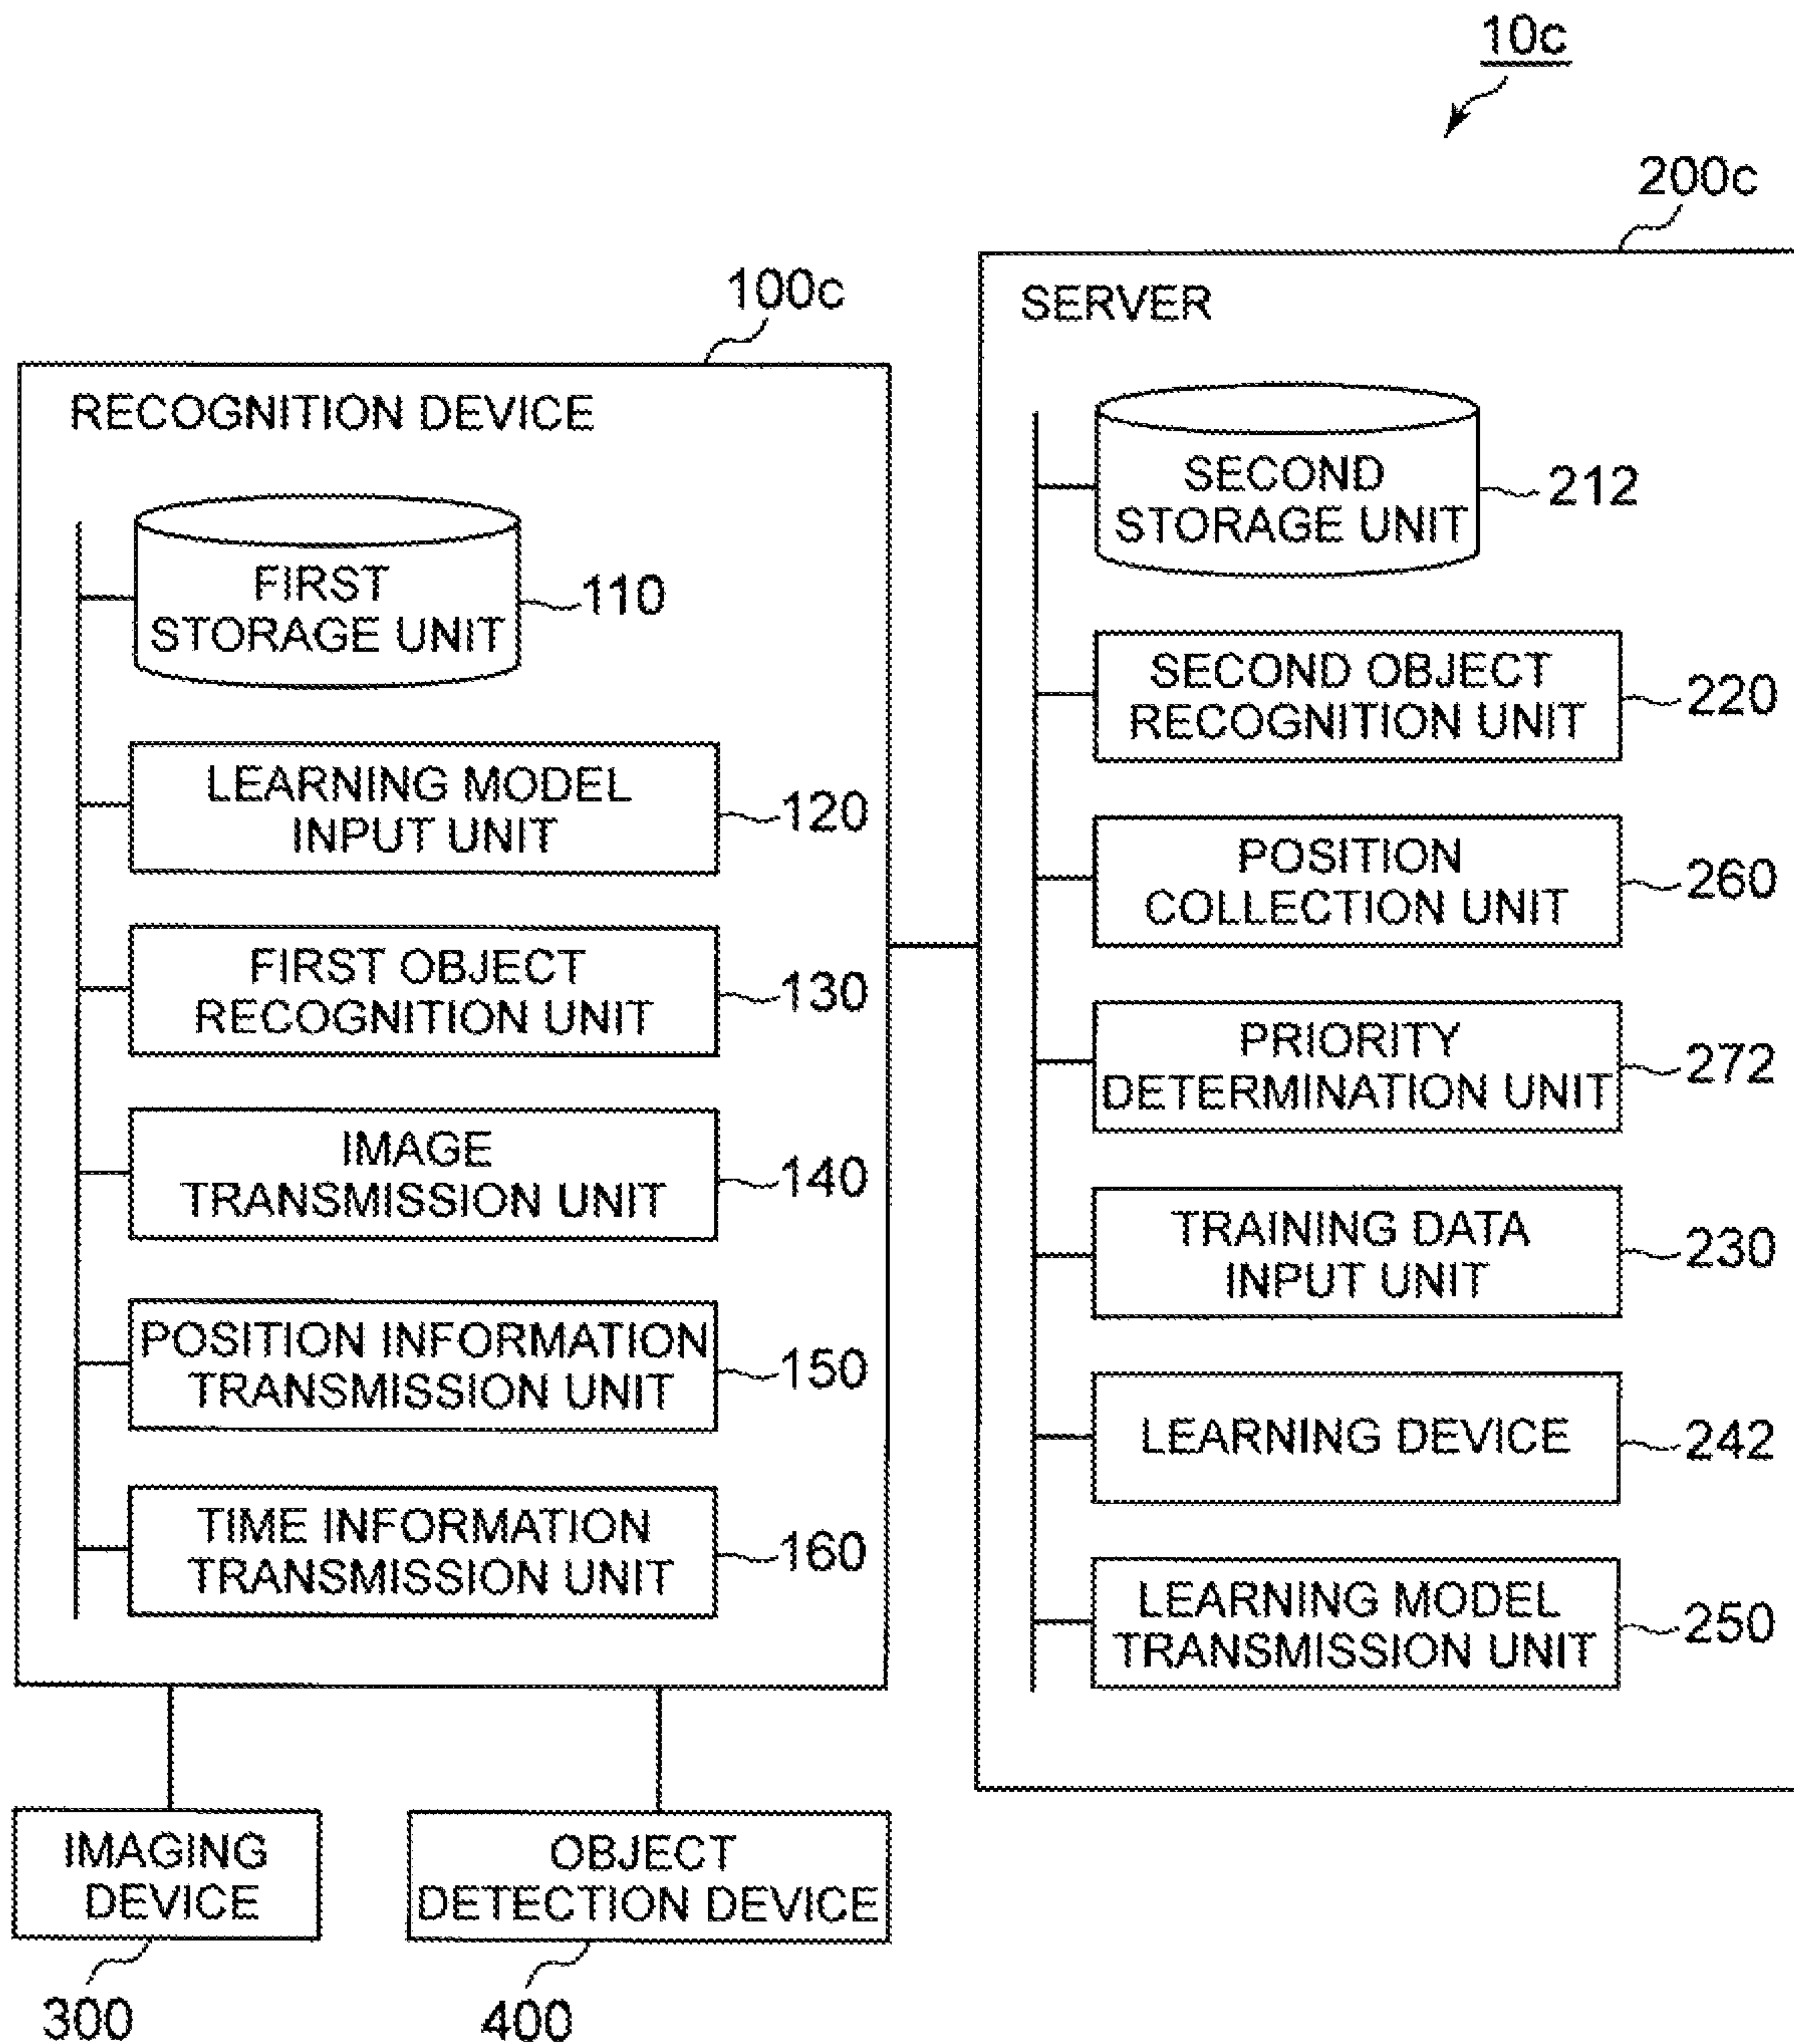 10c
200c
100c
SERVER
RECOGNITION DEVICE
SECOND
STORAGE UNIT
212
FIRST
STORAGE UNIT
110
SECOND OBJECT
RECOGNITION UNIT
220
LEARNING MODEL
INPUT UNIT
120
POSITION
COLLECTION UNIT
260
FIRST OBJECT
RECOGNITION UNIT
130
PRIORITY
DETERMINATION UNIT
272
IMAGE
TRANSMISSION UNIT
140
TRAINING DATA
INPUT UNIT
230
POSITION INFORMATION
TRANSMISSION UNIT
150
LEARNING DEVICE
242
TIME INFORMATION
TRANSMISSION UNIT
160
LEARNING MODEL
TRANSMISSION UNIT
250
IMAGING
DEVICE
300
OBJECT
DETECTION DEVICE
400